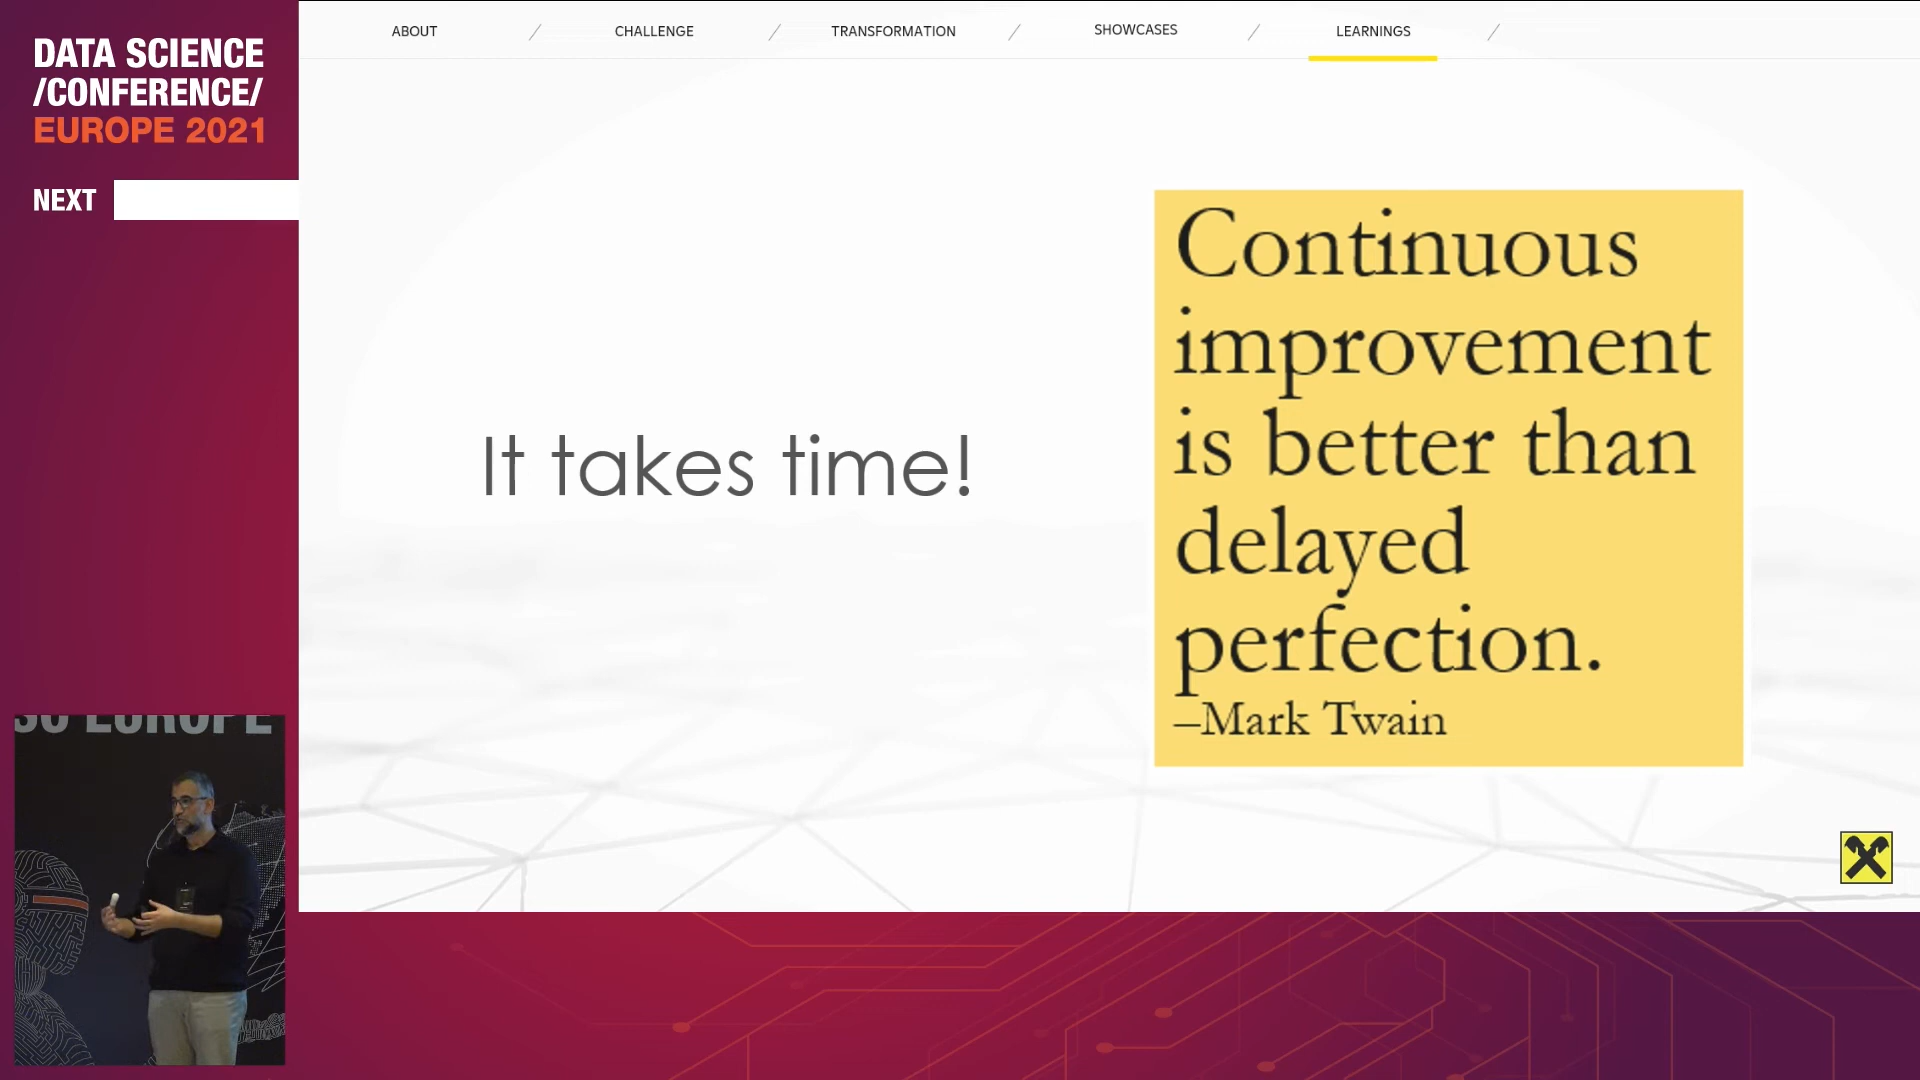 DATA SCIENCE
/CONFERENCE/
EUROPE 2021
NEXT
ABOUT / CHALLENGE / TRANSFORMATION / SHOWCASES / LEARNINGS /
It takes time!
Continuous
improvement
is better than
delayed
perfection.
–Mark Twain
EUROPE